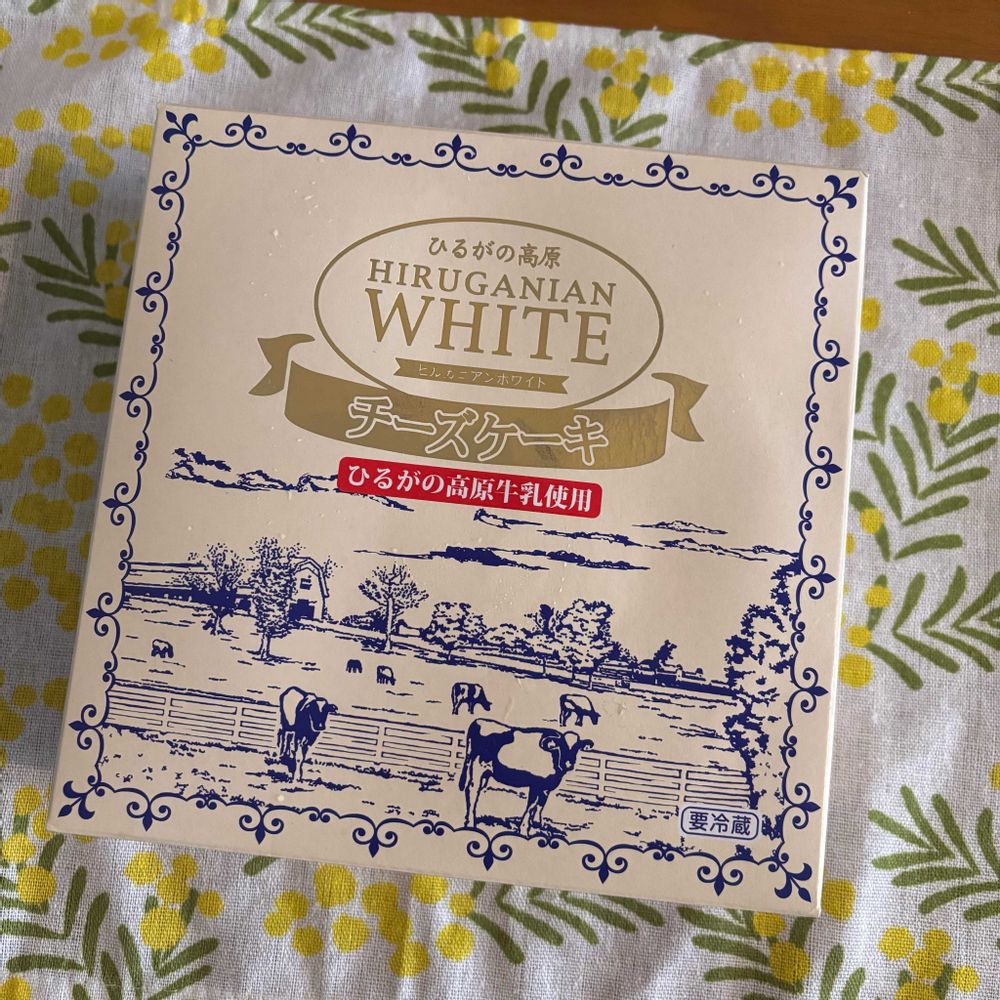 ひるがの高原
HIRUGANIAN
WHITE
ヒルガニアンホワイト
チーズケーキ
ひるがの高原牛乳使用
要冷蔵